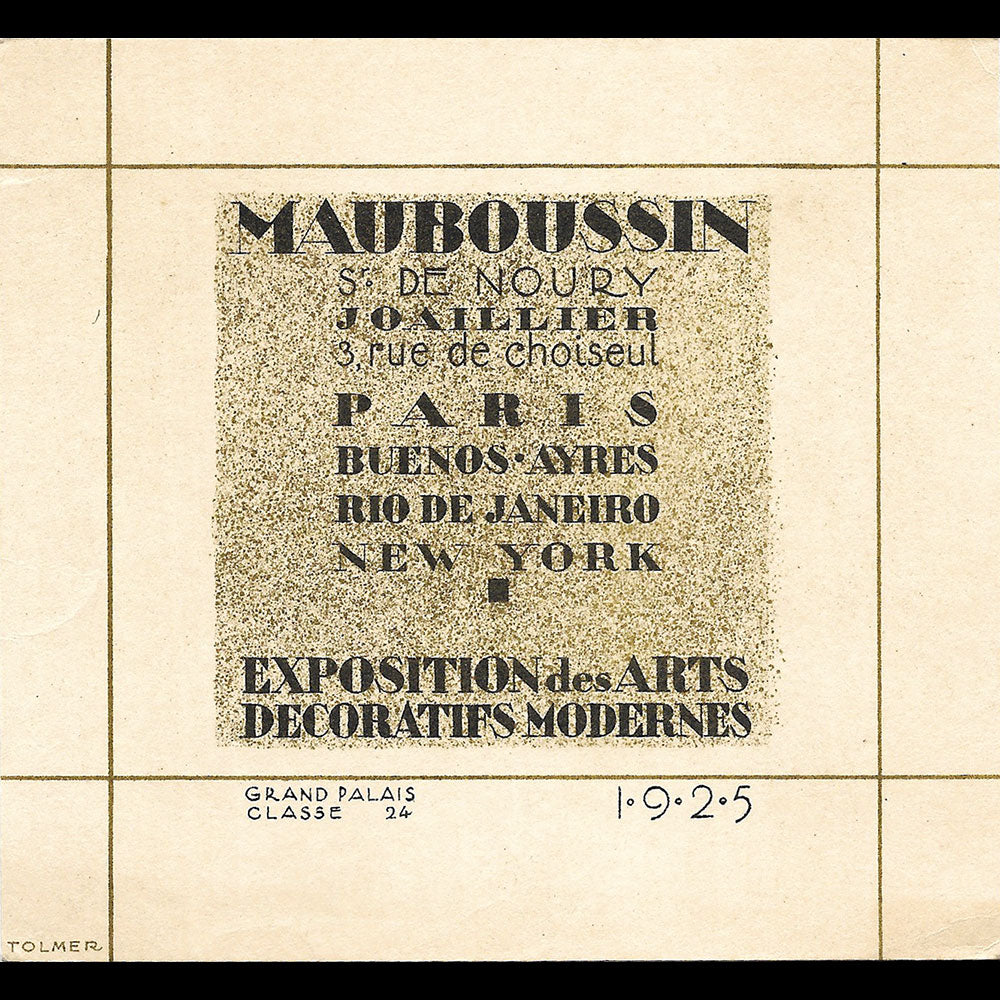 MAUBOUSSIN
Sr. DE NOURY
JOAILLIER
3, rue de choiseul
PARIS
BUENOS·AYRES
RIO DE JANEIRO
NEW YORK
EXPOSITION des ARTS
DECORATIFS MODERNES
GRAND PALAIS
CLASSE 24
1·9·2·5
TOLMER